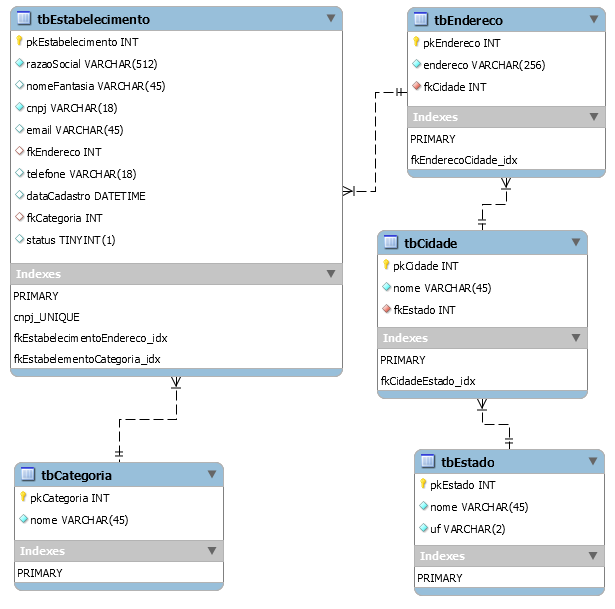 tbEstabelecimento
pkEstabelecimento INT
razaoSocial VARCHAR(512)
nomeFantasia VARCHAR(45)
cnpj VARCHAR(18)
email VARCHAR(45)
fkEndereco INT
telefone VARCHAR(18)
dataCadastro DATETIME
fkCategoria INT
status TINYINT(1)
Indexes
PRIMARY
cnpj_UNIQUE
fkEstabelecimentoEndereco_idx
fkEstabelementoCategoria_idx
tbEndereco
pkEndereco INT
endereco VARCHAR(256)
fkCidade INT
Indexes
PRIMARY
fkEnderecoCidade_idx
tbCidade
pkCidade INT
nome VARCHAR(45)
fkEstado INT
Indexes
PRIMARY
fkCidadeEstado_idx
tbCategoria
pkCategoria INT
nome VARCHAR(45)
Indexes
PRIMARY
tbEstado
pkEstado INT
nome VARCHAR(45)
uf VARCHAR(2)
Indexes
PRIMARY